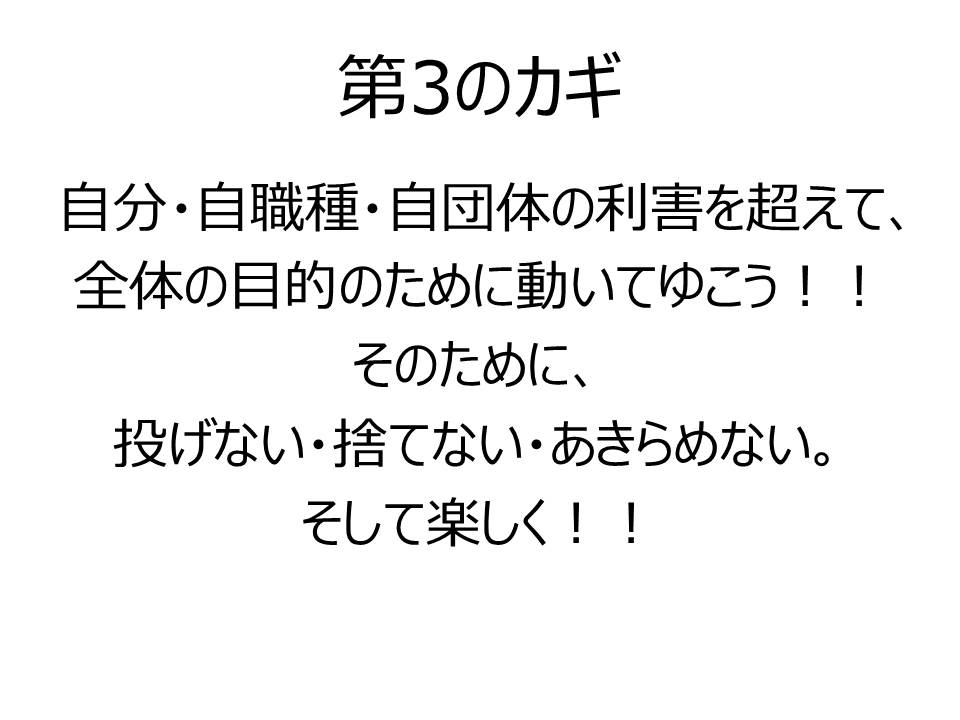 第3のカギ
自分・自職種・自団体の利害を超えて、
全体の目的のために動いてゆこう！！
そのために、
投げない・捨てない・あきらめない。
そして楽しく！！